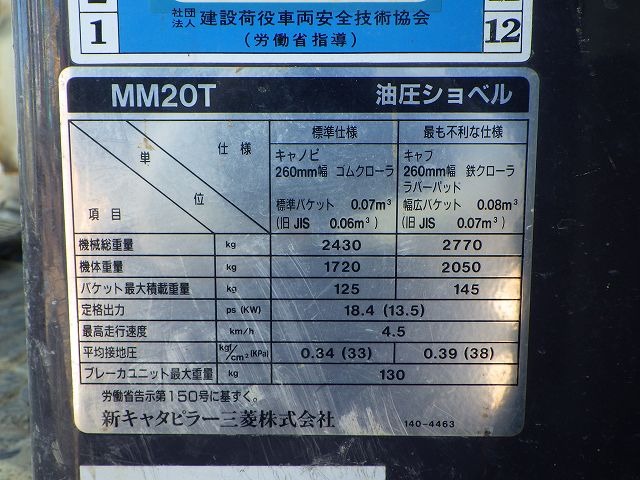 社団
法人 建設荷役車両安全技術協会
(労働省指導)
1
12
MM20T 油圧ショベル
単位 仕様
項目
標準仕様 最も不利な仕様
キャノピ キャブ
260mm幅 ゴムクローラ 260mm幅 鉄クローラ
ラバーパッド
標準バケット 0.07m³ 幅広バケット 0.08m³
(旧JIS 0.06m³) (旧JIS 0.07m³)
機械総重量 kg 2430 2770
機体重量 kg 1720 2050
バケット最大積載重量 kg 125 145
定格出力 ps (KW) 18.4 (13.5)
最高走行速度 km/h 4.5
平均接地圧 kgf/cm² (KPa) 0.34 (33) 0.39 (38)
ブレーカユニット最大重量 kg 130
労働省告示第150号に基ずく。
新キャタピラー三菱株式会社 140-4463